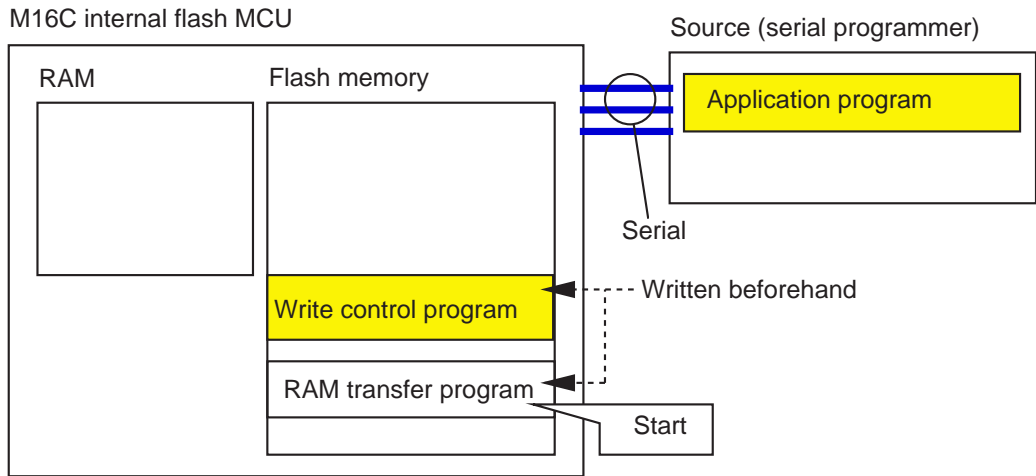 M16C internal flash MCU
Source (serial programmer)
RAM
Flash memory
Application program
Serial
Write control program
Written beforehand
RAM transfer program
Start